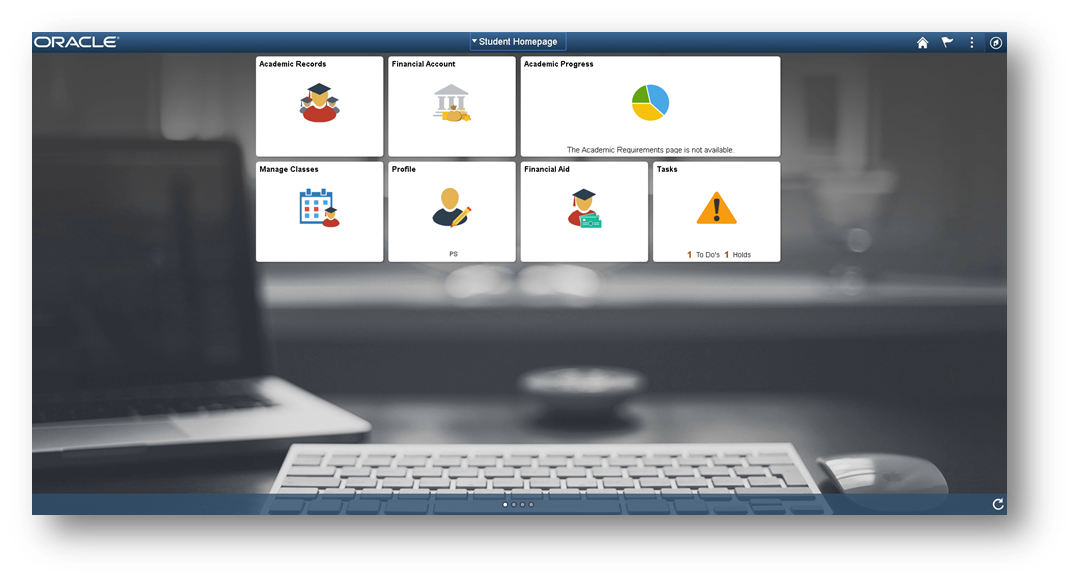 ORACLE
Student Homepage
Academic Records
Financial Account
Academic Progress
The Academic Requirements page is not available.
Manage Classes
Profile
PS
Financial Aid
Tasks
1 To Do's 1 Holds